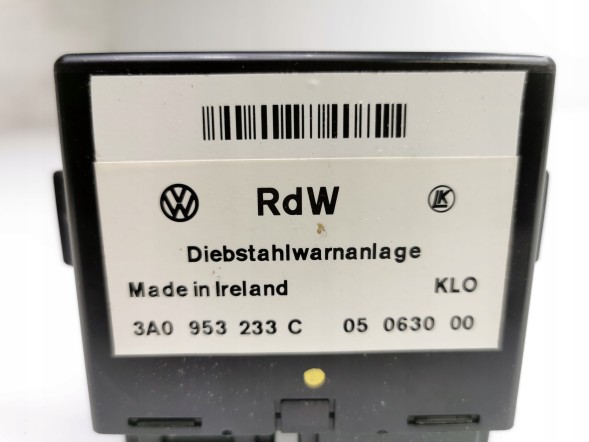 RdW
Diebstahlwarnanlage
Made in Ireland KLO
3A0 953 233 C 05 0630 00